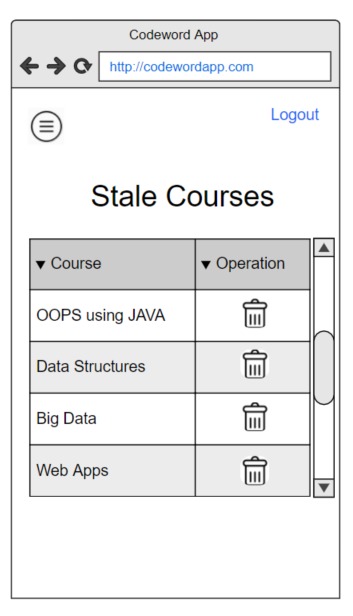 Codeword App
http://codewordapp.com
Logout
Stale Courses
▼ Course ▼ Operation
OOPS using JAVA
Data Structures
Big Data
Web Apps